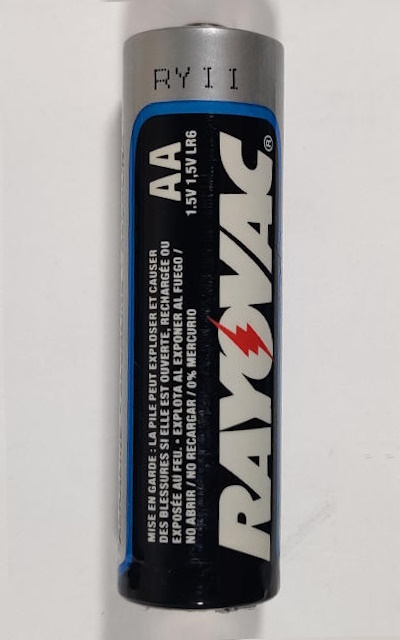 RYII
AA
1.5V 1,5V LR6
MISE EN GARDE : LA PILE PEUT EXPLOSER ET CAUSER
DES BLESSURES SI ELLE EST OUVERTE, RECHARGÉE OU
EXPOSÉE AU FEU. • EXPLOTA AL EXPONER AL FUEGO /
NO ABRIR / NO RECARGAR / 0% MERCURIO
RAYOVAC®